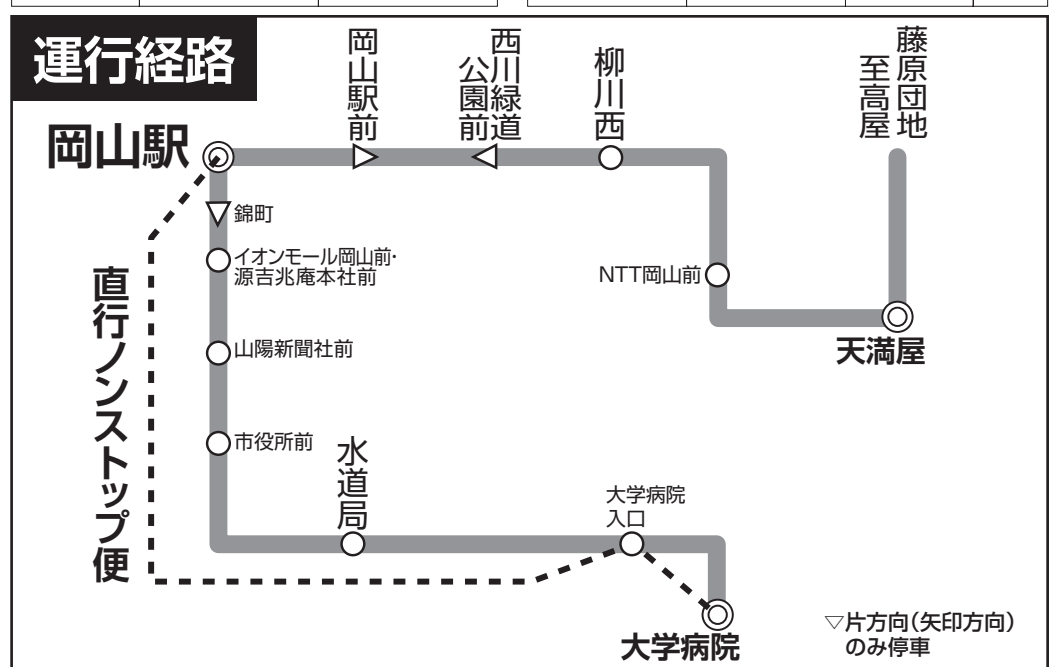 運行経路
岡山駅
岡山駅前
西川緑道
公園前
柳川西
藤原団地
至高屋
錦町
イオンモール岡山前・
源吉兆庵本社前
NTT岡山前
天満屋
山陽新聞社前
直行ノンストップ便
市役所前
水道局
大学病院
入口
大学病院
▽片方向(矢印方向)
のみ停車